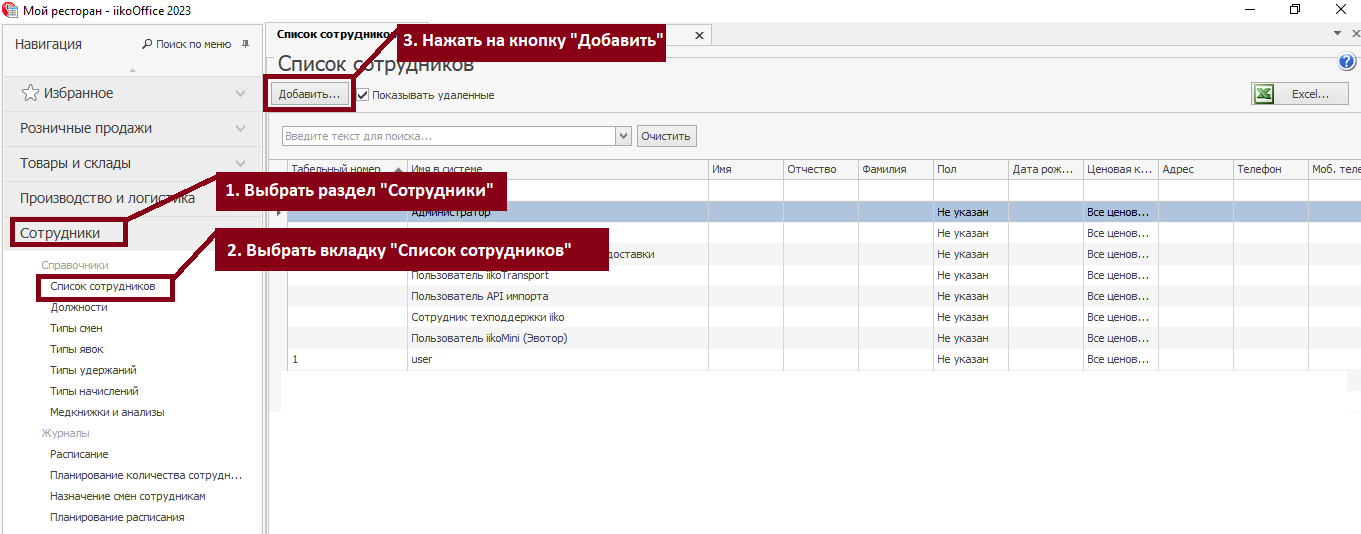 Мой ресторан - iikoOffice 2023
Навигация
Поиск по меню
Избранное
Розничные продажи
Товары и склады
Производство и логистика
Сотрудники
Справочники
Список сотрудников
Должности
Типы смен
Типы явок
Типы удержаний
Типы начислений
Медкнижки и анализы
Журналы
Расписание
Планирование количества сотрудн...
Назначение смен сотрудникам
Планирование расписания
1. Выбрать раздел "Сотрудники"
2. Выбрать вкладку "Список сотрудников"
3. Нажать на кнопку "Добавить"
Список сотрудников
Список сотрудников
Добавить...
Показывать удаленные
Excel...
Введите текст для поиска...
Очистить
Табельный номер Имя в системе Имя Отчество Фамилия Пол Дата рож... Ценовая к... Адрес Телефон Моб. теле
Администратор Не указан Все ценов...
Не указан Все ценов...
доставки Не указан Все ценов...
Пользователь iikoTransport Не указан Все ценов...
Пользователь API импорта Не указан Все ценов...
Сотрудник техподдержки iiko Не указан Все ценов...
Пользователь iikoMini (Эвотор) Не указан Все ценов...
1 user Не указан Все ценов...